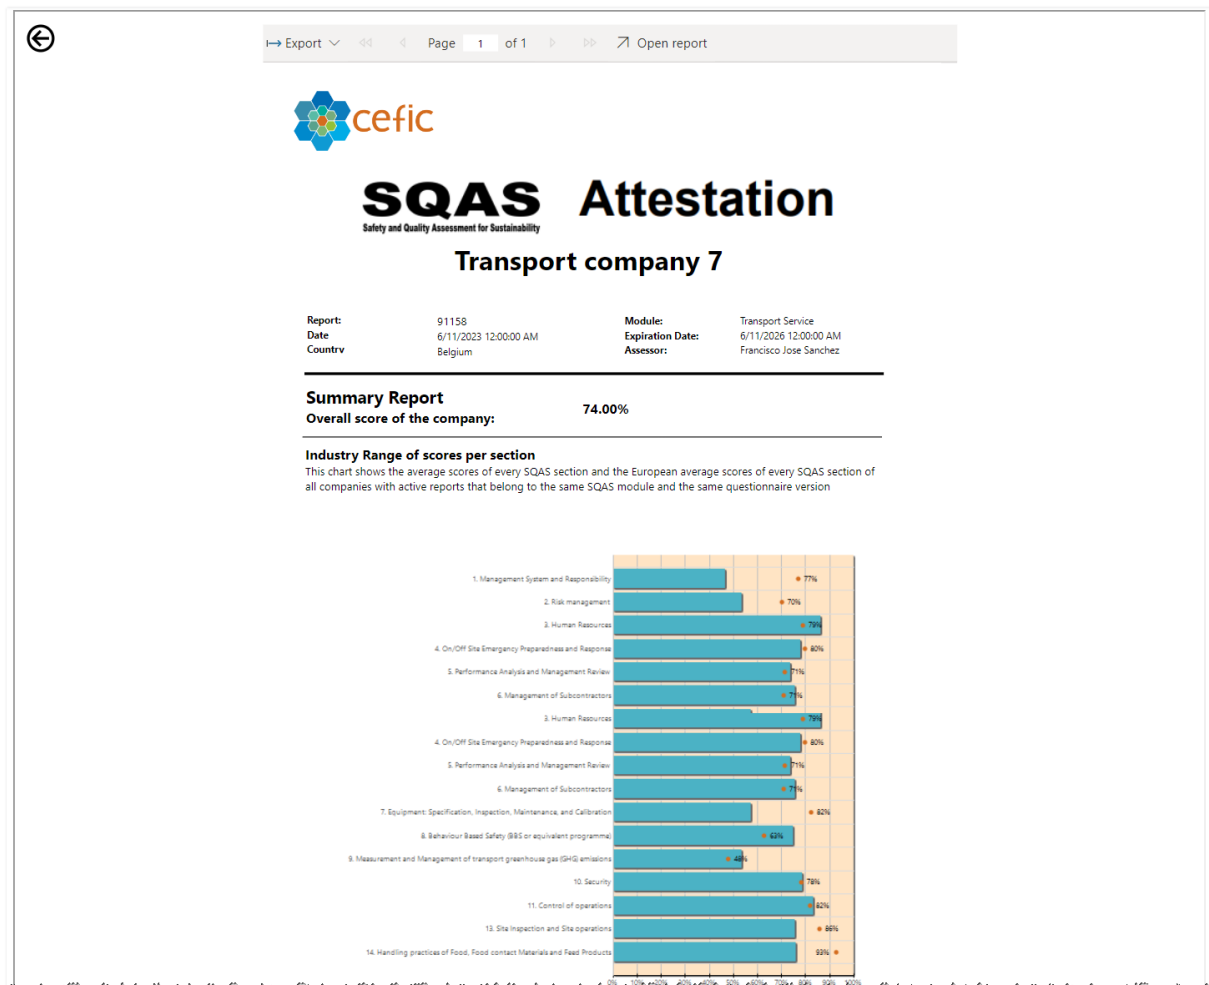 Export
Page 1 of 1
Open report
cefic
SQAS Attestation
Safety and Quality Assessment for Sustainability
Transport company 7
Report: 91158 Module: Transport Service
Date 6/11/2023 12:00:00 AM Expiration Date: 6/11/2026 12:00:00 AM
Country Belgium Assessor: Francisco Jose Sanchez
Summary Report
Overall score of the company: 74.00%
Industry Range of scores per section
This chart shows the average scores of every SQAS section and the European average scores of every SQAS section of
all companies with active reports that belong to the same SQAS module and the same questionnaire version
1. Management System and Responsibility 77%
2. Risk management 70%
3. Human Resources 79%
4. On/Off Site Emergency Preparedness and Response 80%
5. Performance Analysis and Management Review 71%
6. Management of Subcontractors 71%
3. Human Resources 79%
4. On/Off Site Emergency Preparedness and Response 80%
5. Performance Analysis and Management Review 71%
6. Management of Subcontractors 71%
7. Equipment: Specification, Inspection, Maintenance, and Calibration 82%
8. Behaviour Based Safety (BBS or equivalent programme) 63%
9. Measurement and Management of transport greenhouse gas (GHG) emissions 48%
10. Security 78%
11. Control of operations 82%
13. Site Inspection and Site operations 86%
14. Handling practices of Food, Food contact Materials and Feed Products 93%